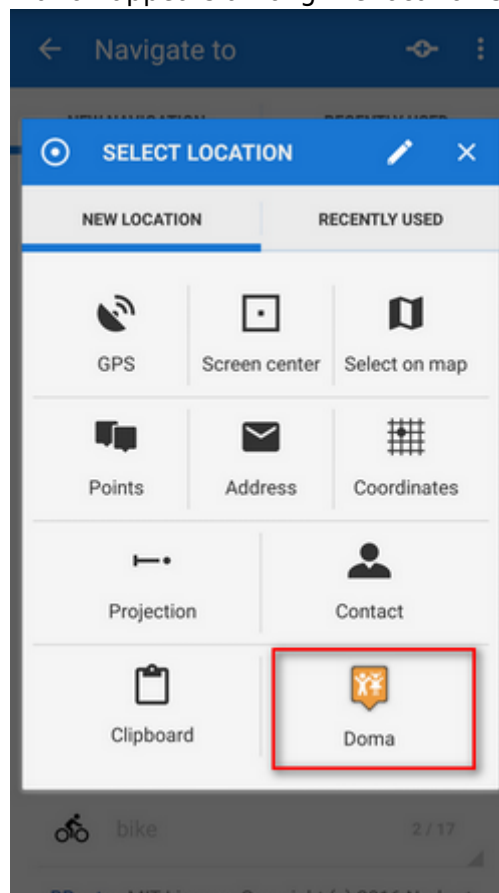 Navigate to
SELECT LOCATION
NEW LOCATION
RECENTLY USED
GPS
Screen center
Select on map
Points
Address
Coordinates
Projection
Contact
Clipboard
Doma
bike
2 / 17